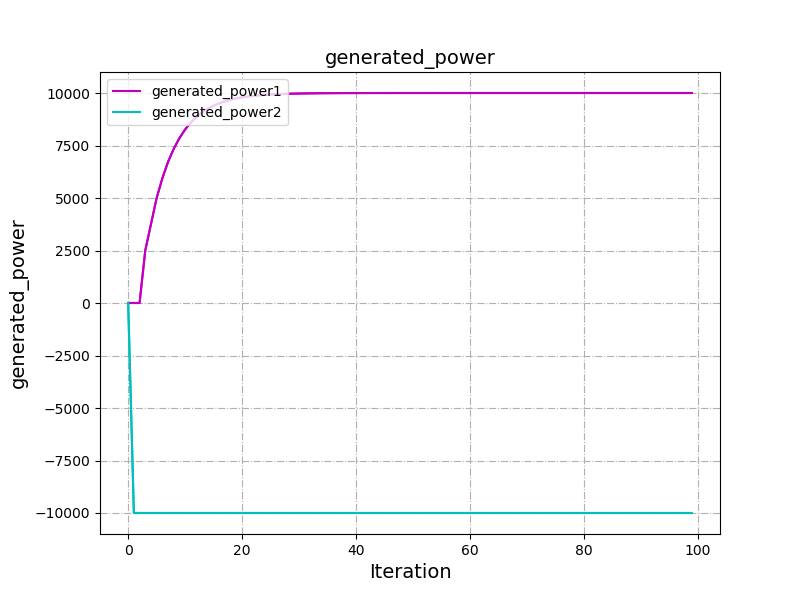 generated_power
generated_power1
generated_power2
generated_power
10000
7500
5000
2500
0
−2500
−5000
−7500
−10000
0 20 40 60 80 100
Iteration